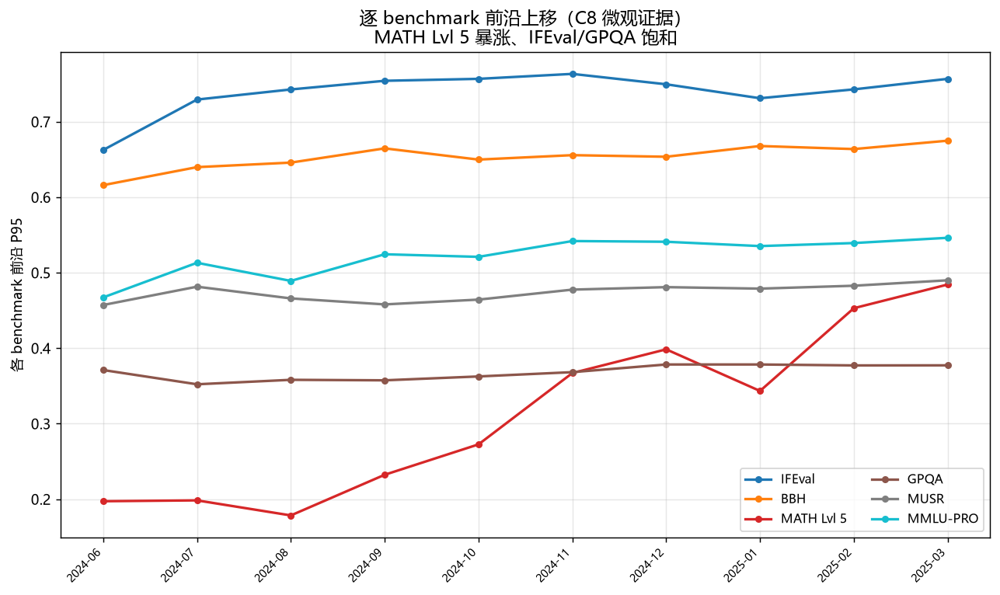 逐 benchmark 前沿上移（C8 微观证据）
MATH Lvl 5 暴涨、IFEval/GPQA 饱和
各 benchmark 前沿 P95
0.7
0.6
0.5
0.4
0.3
0.2
IFEval
BBH
MATH Lvl 5
GPQA
MUSR
MMLU-PRO
2024-06
2024-07
2024-08
2024-09
2024-10
2024-11
2024-12
2025-01
2025-02
2025-03